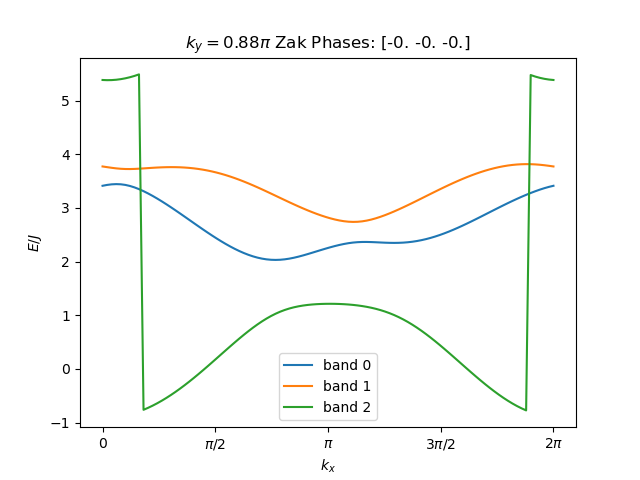 $k_y = 0.88\pi$ Zak Phases: [-0. -0. -0.]
E/J
5
4
3
2
1
0
−1
band 0
band 1
band 2
0
π/2
π
3π/2
2π
$k_x$